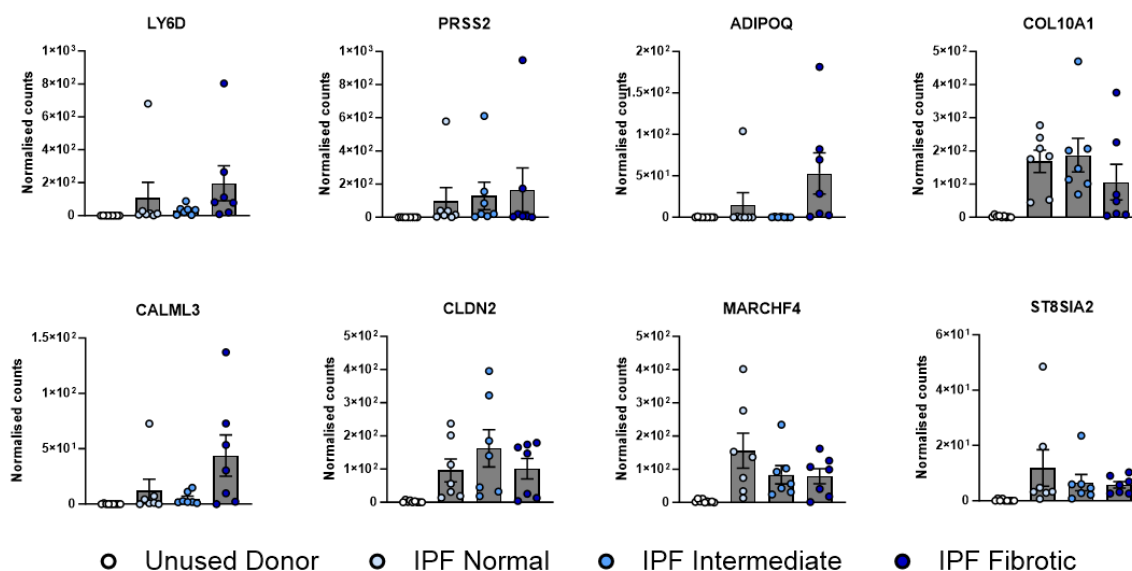 LY6D
PRSS2
ADIPOQ
COL10A1
Normalised counts
1×10³
8×10²
6×10²
4×10²
2×10²
0
Normalised counts
1×10³
8×10²
6×10²
4×10²
2×10²
0
Normalised counts
2×10²
1.5×10²
1×10²
5×10¹
0
Normalised counts
5×10²
4×10²
3×10²
2×10²
1×10²
0
CALML3
CLDN2
MARCHF4
ST8SIA2
Normalised counts
1.5×10²
1×10²
5×10¹
0
Normalised counts
5×10²
4×10²
3×10²
2×10²
1×10²
0
Normalised counts
5×10²
4×10²
3×10²
2×10²
1×10²
0
Normalised counts
6×10¹
4×10¹
2×10¹
0
Unused Donor IPF Normal IPF Intermediate IPF Fibrotic